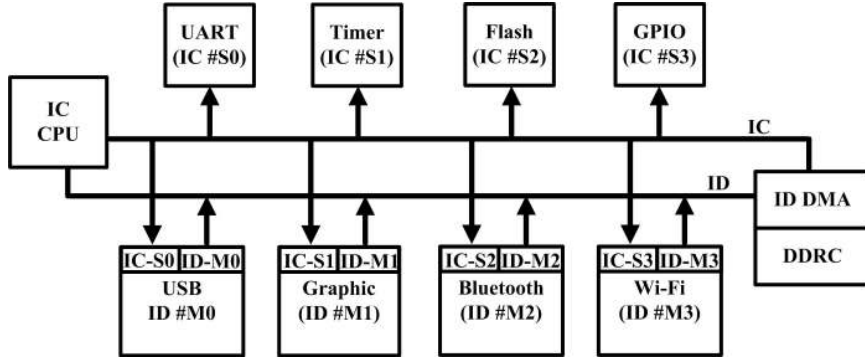 UART
(IC #S0)
Timer
(IC #S1)
Flash
(IC #S2)
GPIO
(IC #S3)
IC
CPU
IC
ID
ID DMA
DDRC
IC-S0
ID-M0
USB
ID #M0
IC-S1
ID-M1
Graphic
(ID #M1)
IC-S2
ID-M2
Bluetooth
(ID #M2)
IC-S3
ID-M3
Wi-Fi
(ID #M3)